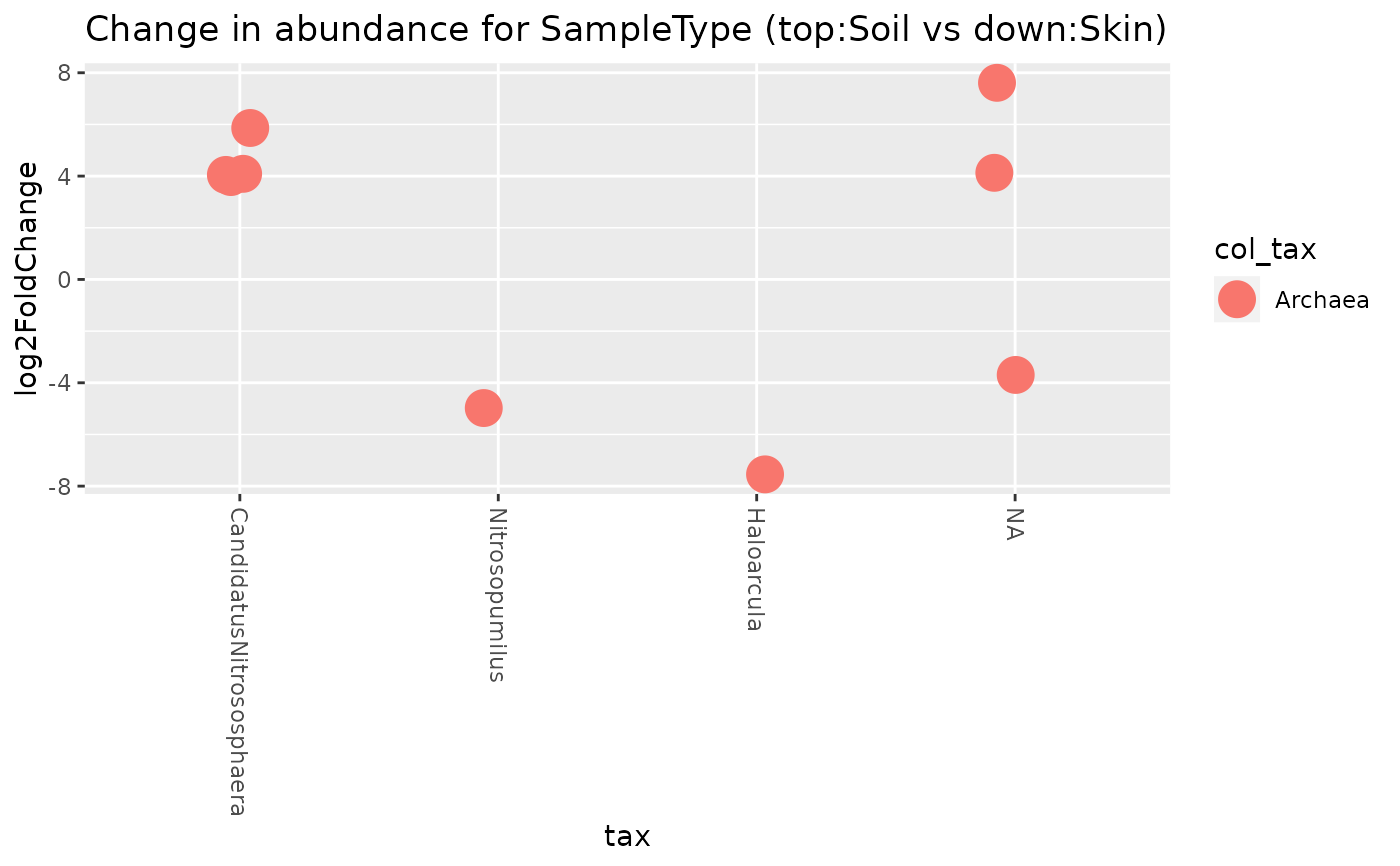 Change in abundance for SampleType (top:Soil vs down:Skin)
log2FoldChange
8
4
0
-4
-8
CandidatusNitrososphaera
Nitrosopumilus
Haloarcula
NA
tax
col_tax
Archaea